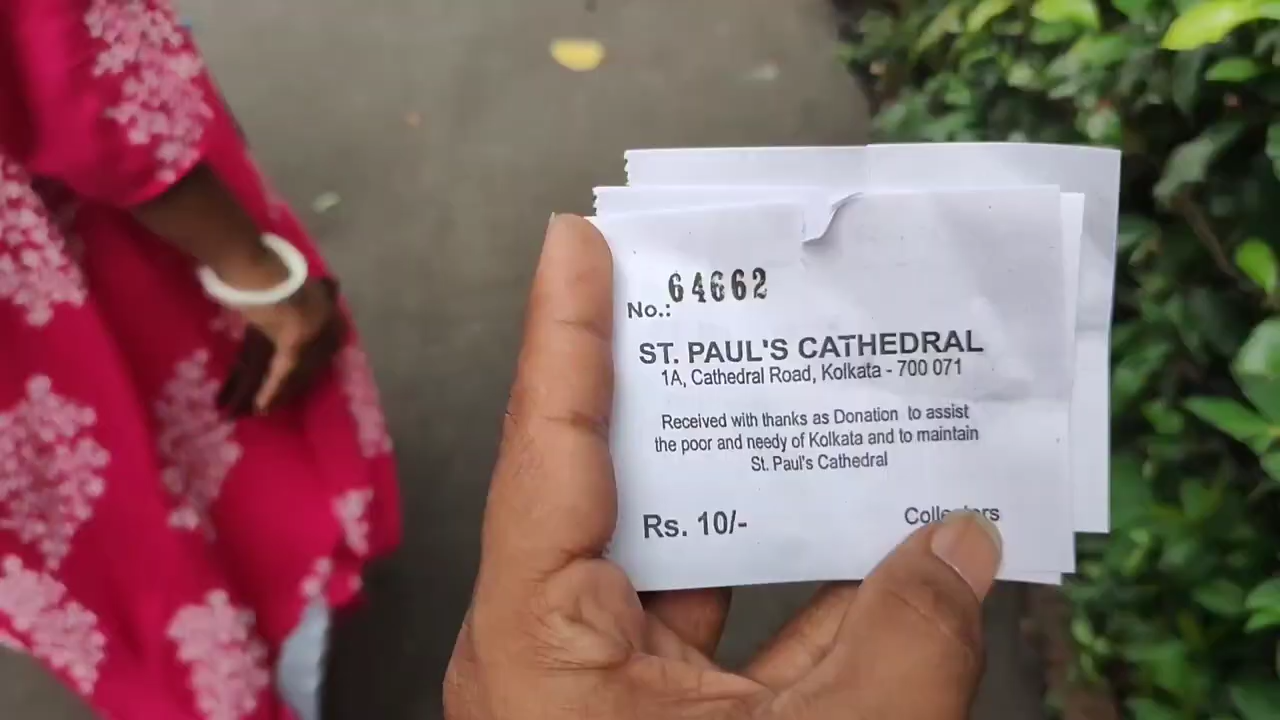 No.: 64662
ST. PAUL'S CATHEDRAL
1A, Cathedral Road, Kolkata - 700 071
Received with thanks as Donation to assist
the poor and needy of Kolkata and to maintain
St. Paul's Cathedral
Rs. 10/-